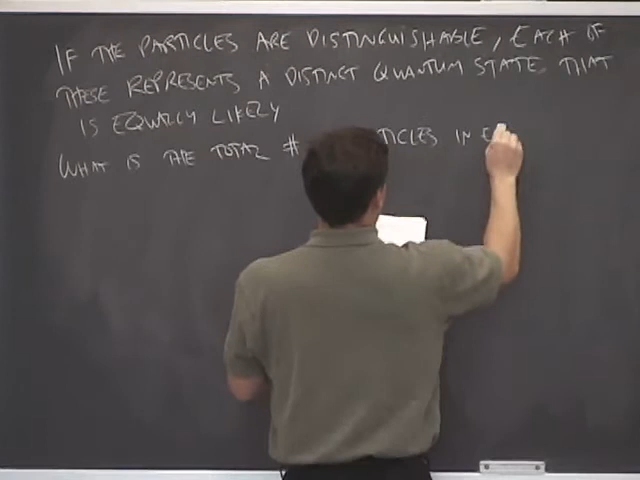 IF THE PARTICLES ARE DISTINGUISHABLE, EACH OF
THESE REPRESENTS A DISTINCT QUANTUM STATE THAT
IS EQUALLY LIKELY
WHAT IS THE TOTAL # TICLES IN